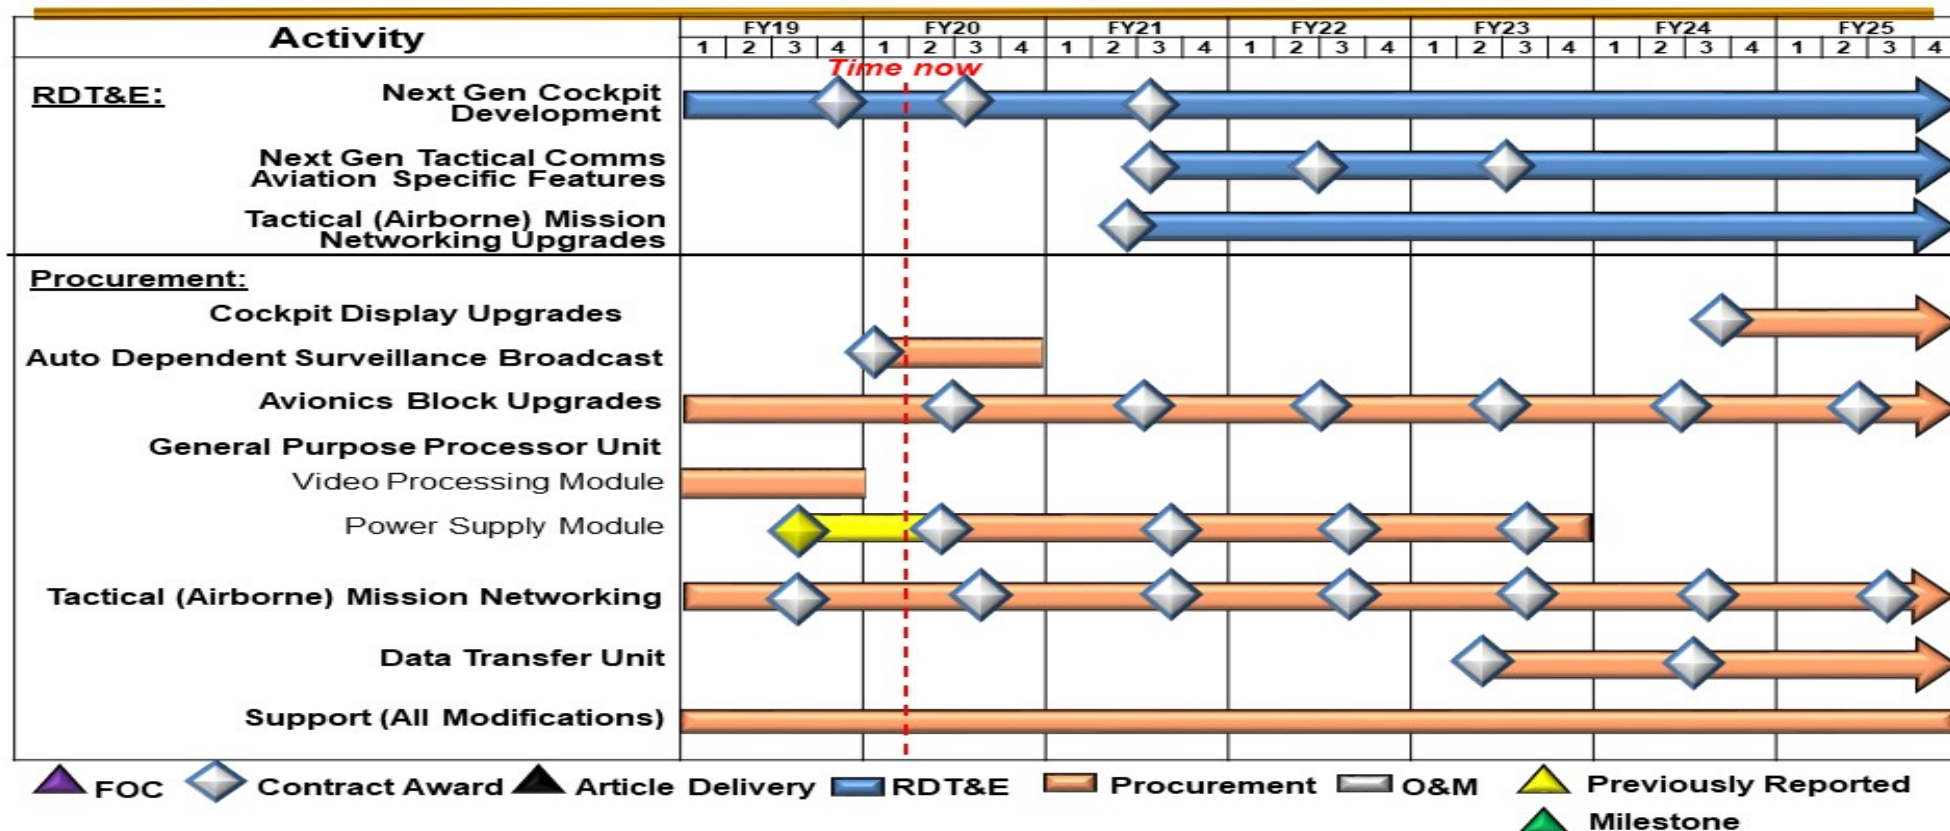 Activity
FY19 FY20 FY21 FY22 FY23 FY24 FY25
1 2 3 4 1 2 3 4 1 2 3 4 1 2 3 4 1 2 3 4 1 2 3 4 1 2 3 4
Time now
RDT&E:
Next Gen Cockpit
Development
Next Gen Tactical Comms
Aviation Specific Features
Tactical (Airborne) Mission
Networking Upgrades
Procurement:
Cockpit Display Upgrades
Auto Dependent Surveillance Broadcast
Avionics Block Upgrades
General Purpose Processor Unit
Video Processing Module
Power Supply Module
Tactical (Airborne) Mission Networking
Data Transfer Unit
Support (All Modifications)
FOC Contract Award Article Delivery RDT&E Procurement O&M Previously Reported
Milestone